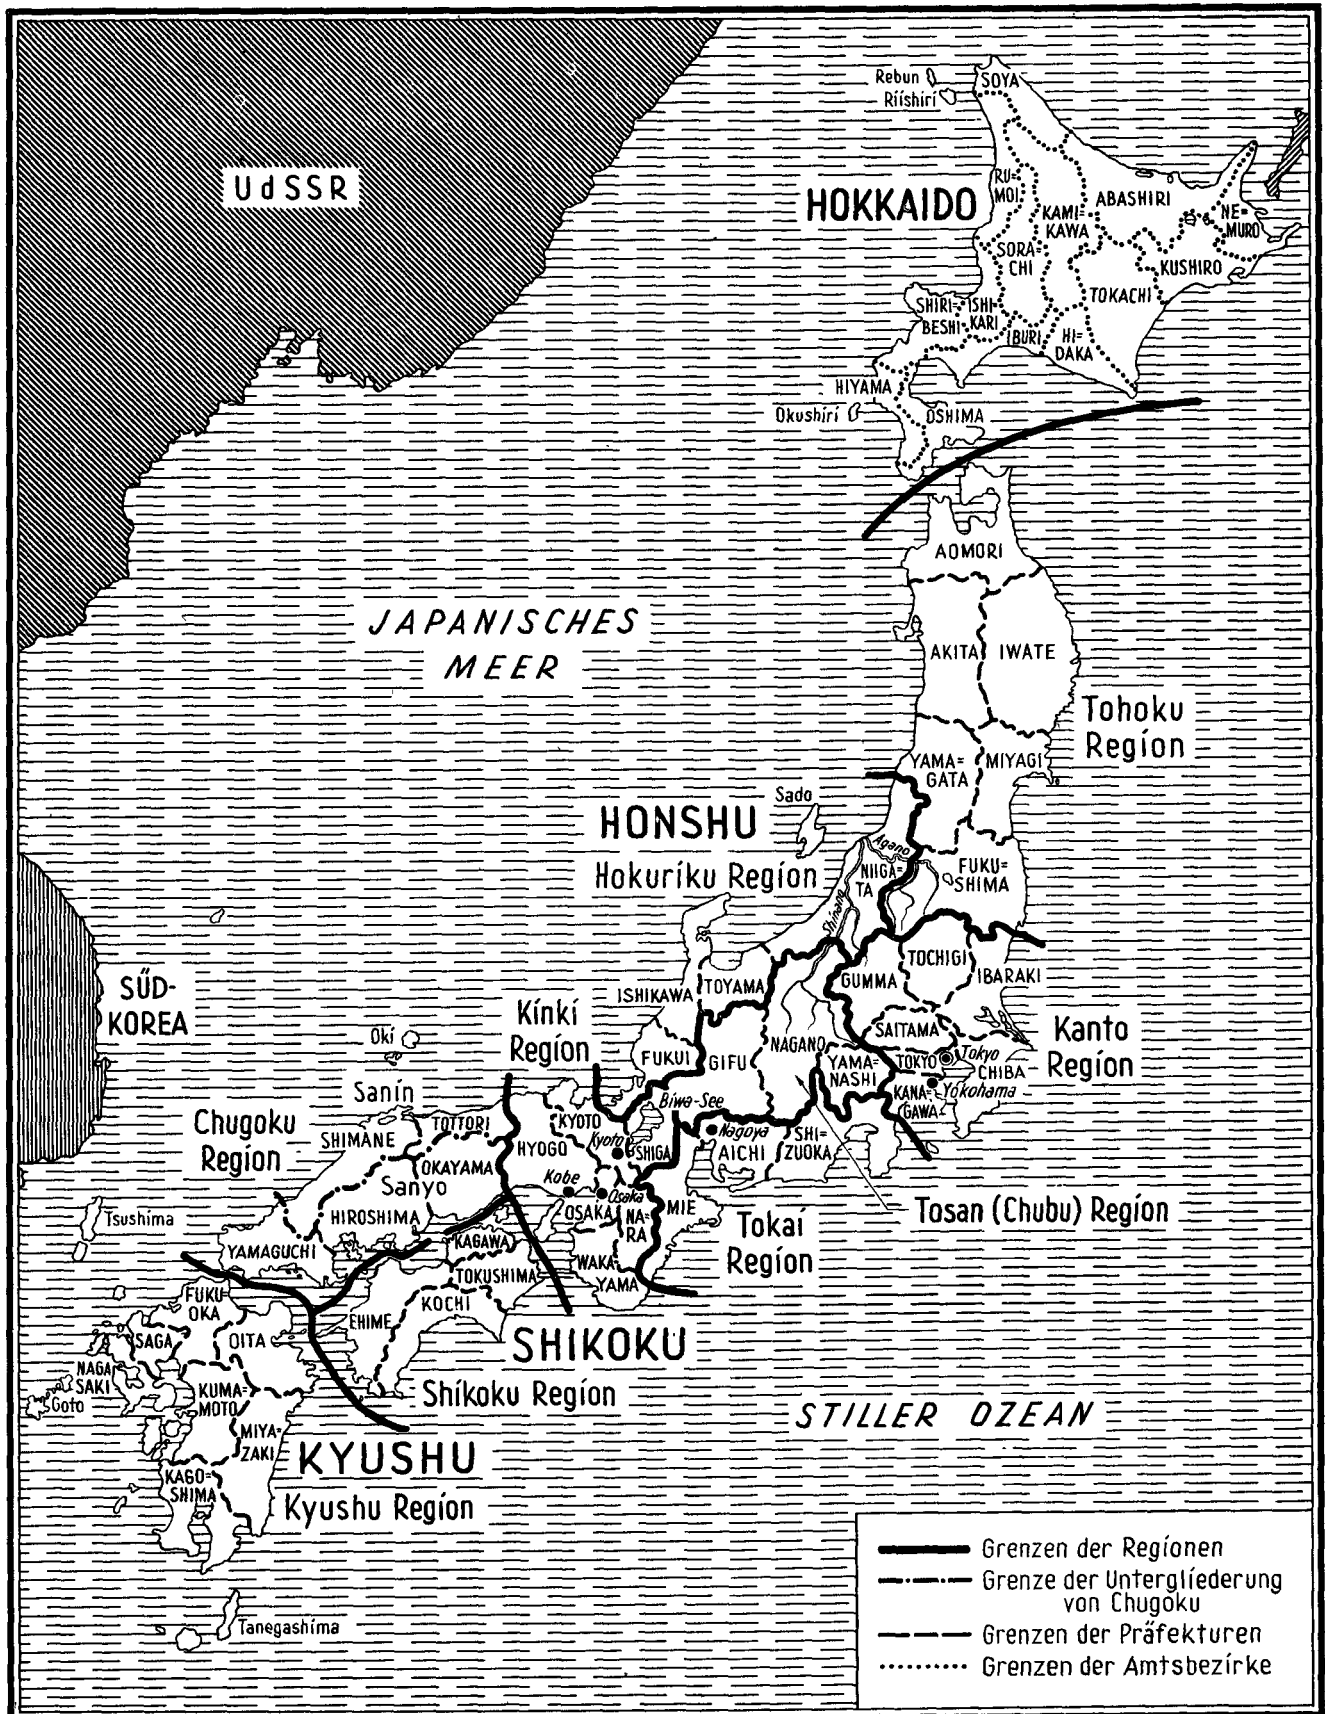 Rebun
Riishiri
SOYA
UdSSR
HOKKAIDO
RU=
MOI
KAMI=
KAWA
ABASHIRI
NE=
MURO
SORA=
CHI
KUSHIRO
TOKACHI
SHIRI=
BESHI
ISHI
KARI
IBURI
HI=
DAKA
HIYAMA
Okushiri
OSHIMA
AOMORI
JAPANISCHES
MEER
AKITA
IWATE
Tohoku
Region
YAMA=
GATA
MIYAGI
Sado
HONSHU
Hokuriku Region
Agano
NIIGA=
TA
FUKU=
SHIMA
Shinano
SÜD-
KOREA
TOCHIGI
GUMMA
IBARAKI
ISHIKAWA
TOYAMA
Kinki
Region
Oki
SAITAMA
Kanto
Region
FUKUI
GIFU
NAGANO
YAMA=
NASHI
TOKYO
Tokyo
CHIBA
KANA=
GAWA
Yokohama
Sanin
Biwa-See
Chugoku
Region
SHIMANE
TOTTORI
KYOTO
Kyoto
HYOGO
SHIGA
Nagoya
AICHI
SHI=
ZUOKA
OKAYAMA
Sanyo
Kobe
Osaka
OSAKA
NA=
RA
MIE
Tokai
Region
Tosan (Chubu) Region
Tsushima
HIROSHIMA
YAMAGUCHI
KAGAWA
WAKA
YAMA
TOKUSHIMA
FUKU
OKA
KOCHI
EHIME
SAGA
OITA
SHIKOKU
NAGA
SAKI
Goto
KUMA=
MOTO
Shikoku Region
STILLER OZEAN
MIYA=
ZAKI
KYUSHU
KAGO=
SHIMA
Kyushu Region
Tanegashima
Grenzen der Regionen
Grenze der Untergliederung
von Chugoku
Grenzen der Präfekturen
Grenzen der Amtsbezirke